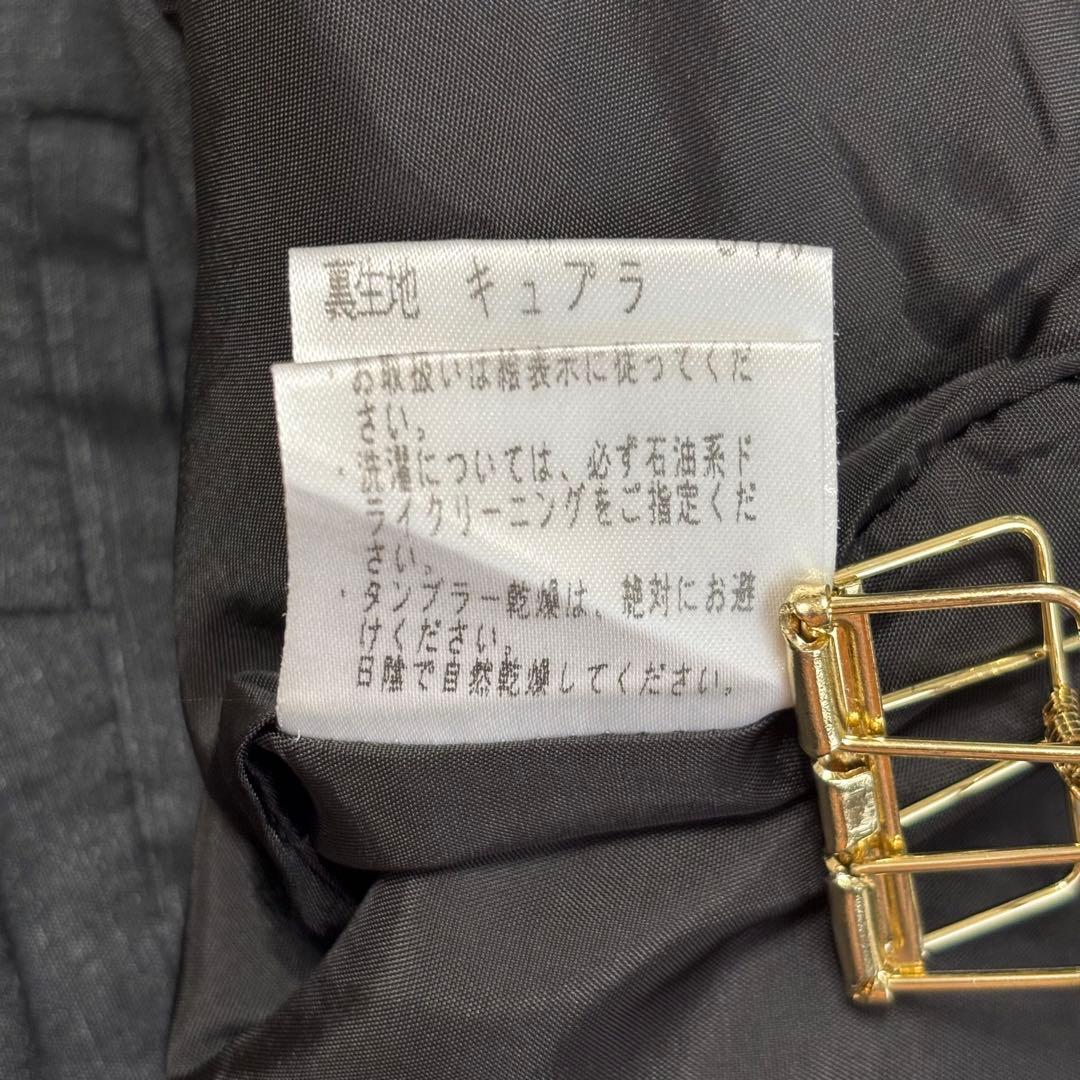 裏生地 キュプラ
・お取扱いは絵表示に従ってくだ
さい。
・洗濯については、必ず石油系ド
ライクリーニングをご指定くだ
さい。
・タンブラー乾燥は、絶対にお避
けください。
日陰で自然乾燥してください。